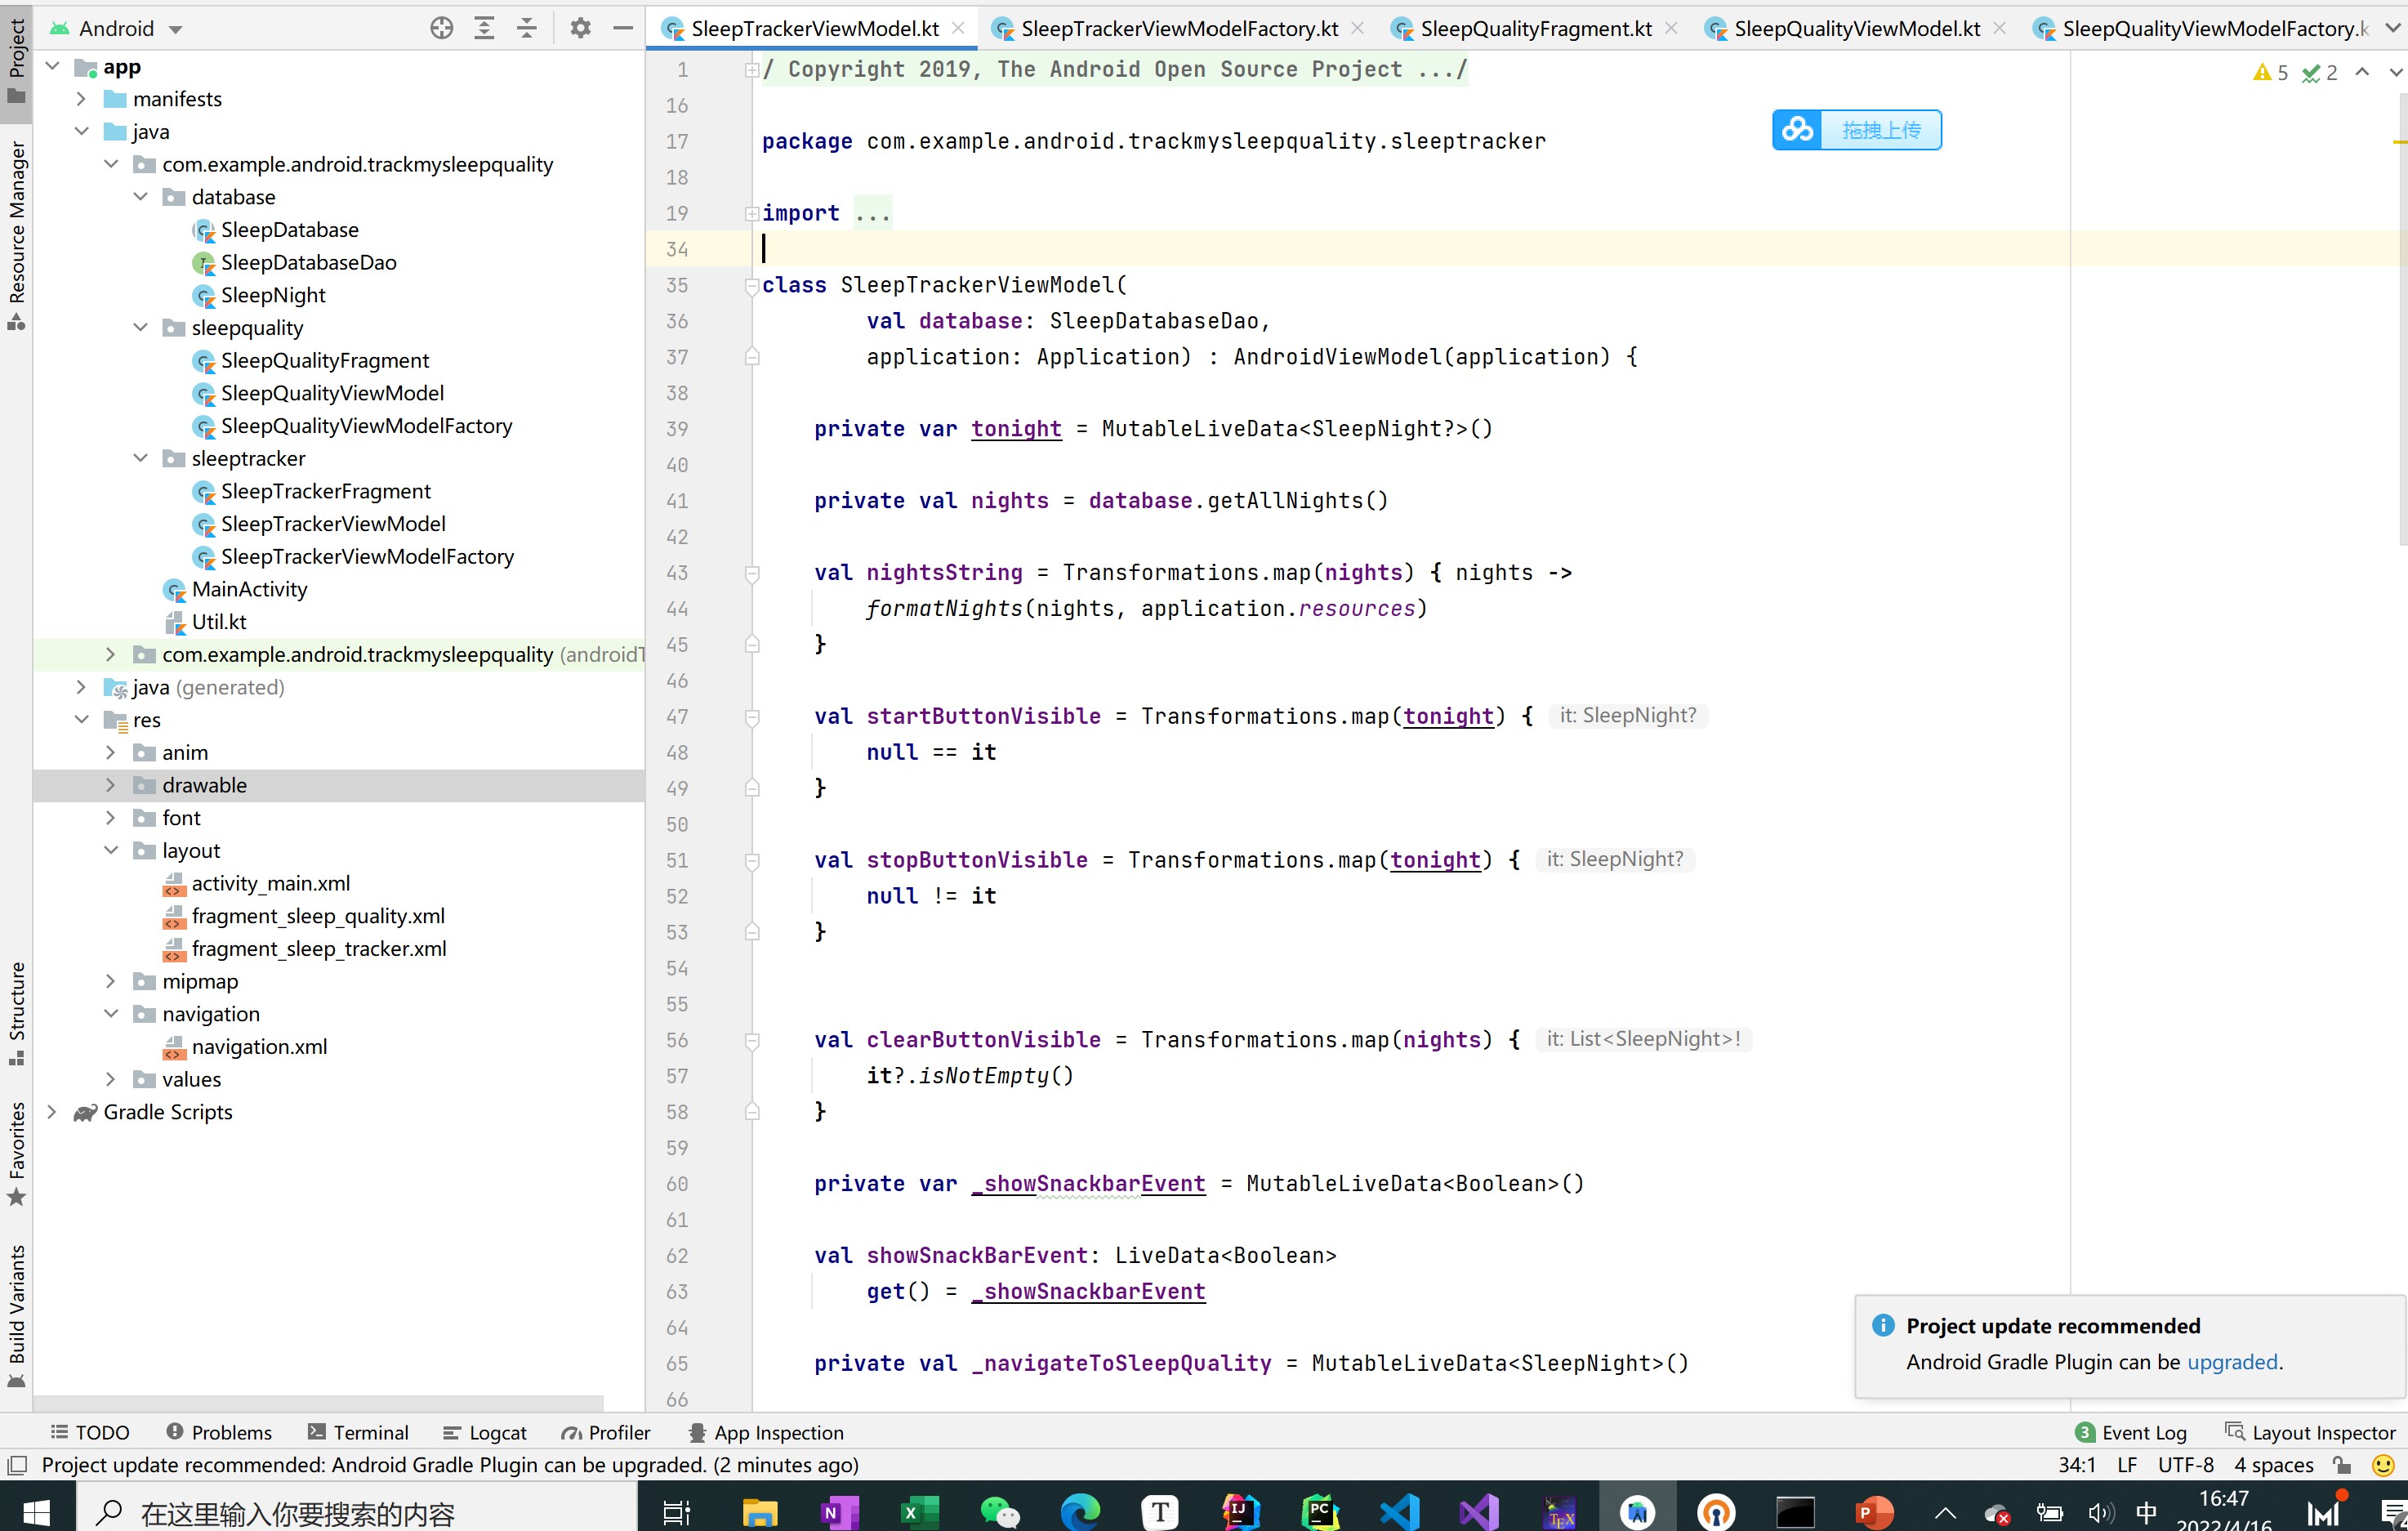 Android
SleepTrackerViewModel.kt
SleepTrackerViewModelFactory.kt
SleepQualityFragment.kt
SleepQualityViewModel.kt
SleepQualityViewModelFactory.k
Project
Resource Manager
Structure
Favorites
Build Variants
app
manifests
java
com.example.android.trackmysleepquality
database
SleepDatabase
SleepDatabaseDao
SleepNight
sleepquality
SleepQualityFragment
SleepQualityViewModel
SleepQualityViewModelFactory
sleeptracker
SleepTrackerFragment
SleepTrackerViewModel
SleepTrackerViewModelFactory
MainActivity
Util.kt
com.example.android.trackmysleepquality (androidT
java (generated)
res
anim
drawable
font
layout
activity_main.xml
fragment_sleep_quality.xml
fragment_sleep_tracker.xml
mipmap
navigation
navigation.xml
values
Gradle Scripts
5 2
拖拽上传
1 / Copyright 2019, The Android Open Source Project .../
16
17 package com.example.android.trackmysleepquality.sleeptracker
18
19 import ...
34
35 class SleepTrackerViewModel(
36 val database: SleepDatabaseDao,
37 application: Application) : AndroidViewModel(application) {
38
39 private var tonight = MutableLiveData<SleepNight?>()
40
41 private val nights = database.getAllNights()
42
43 val nightsString = Transformations.map(nights) { nights ->
44 formatNights(nights, application.resources)
45 }
46
47 val startButtonVisible = Transformations.map(tonight) { it: SleepNight?
48 null == it
49 }
50
51 val stopButtonVisible = Transformations.map(tonight) { it: SleepNight?
52 null != it
53 }
54
55
56 val clearButtonVisible = Transformations.map(nights) { it: List<SleepNight>!
57 it?.isNotEmpty()
58 }
59
60 private var _showSnackbarEvent = MutableLiveData<Boolean>()
61
62 val showSnackBarEvent: LiveData<Boolean>
63 get() = _showSnackbarEvent
64
65 private val _navigateToSleepQuality = MutableLiveData<SleepNight>()
66
Project update recommended
Android Gradle Plugin can be upgraded.
TODO Problems Terminal Logcat Profiler App Inspection 3 Event Log Layout Inspector
Project update recommended: Android Gradle Plugin can be upgraded. (2 minutes ago) 34:1 LF UTF-8 4 spaces
在这里输入你要搜索的内容
中
16:47
2022/4/16